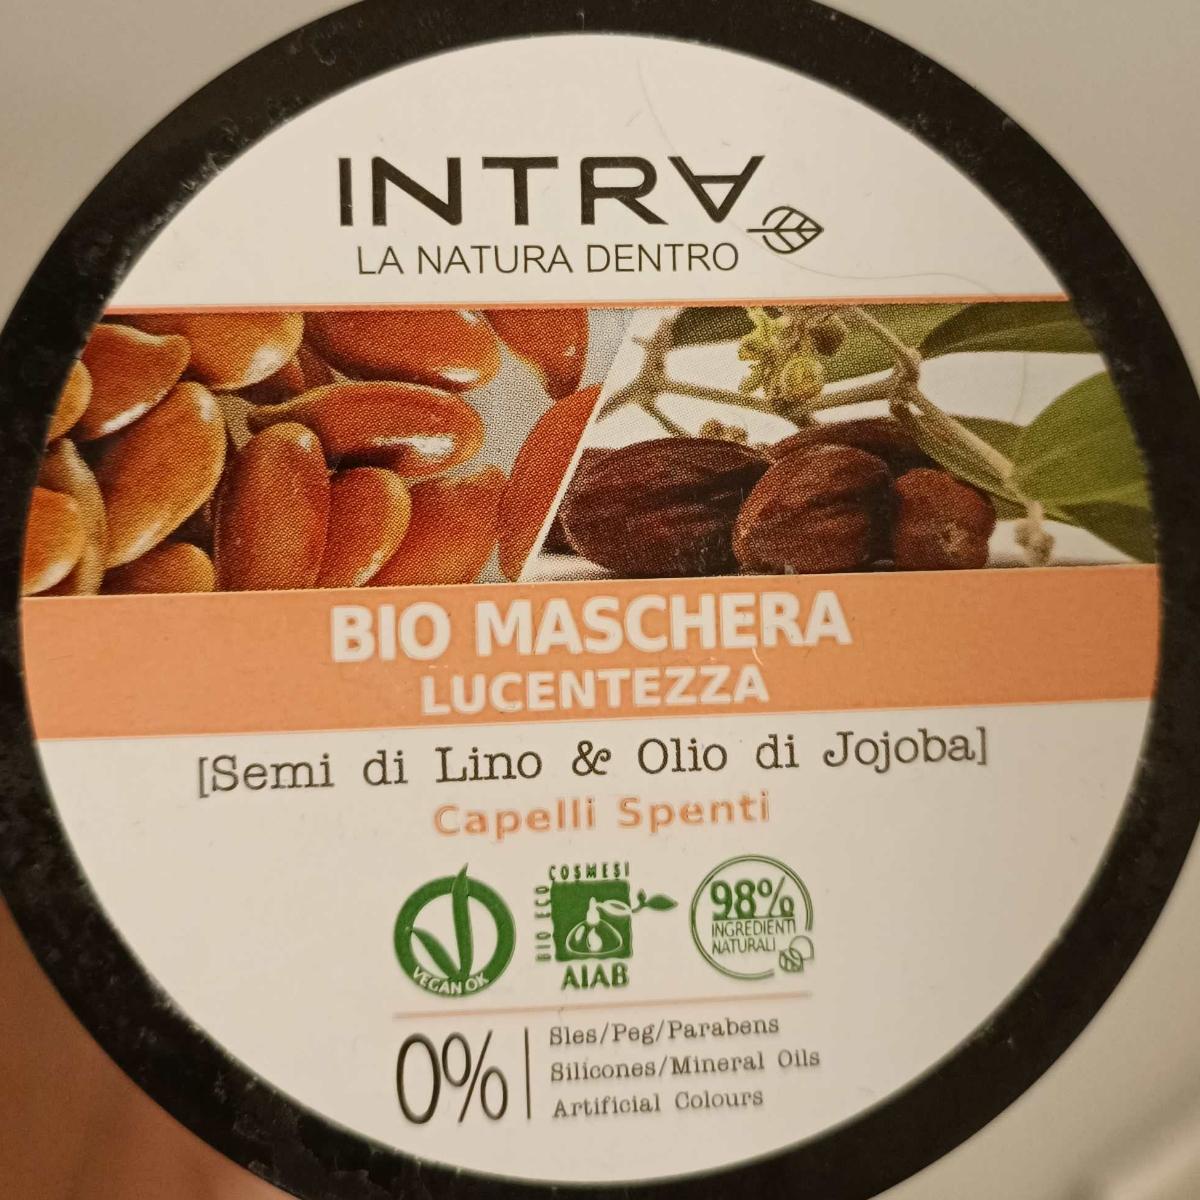 INTRA
LA NATURA DENTRO
BIO MASCHERA
LUCENTEZZA
[Semi di Lino & Olio di Jojoba]
Capelli Spenti
VEGAN OK
COSMESI
BIO ECO
AIAB
98%
INGREDIENTI
NATURALI
0%
Sles/Peg/Parabens
Silicones/Mineral Oils
Artificial Colours